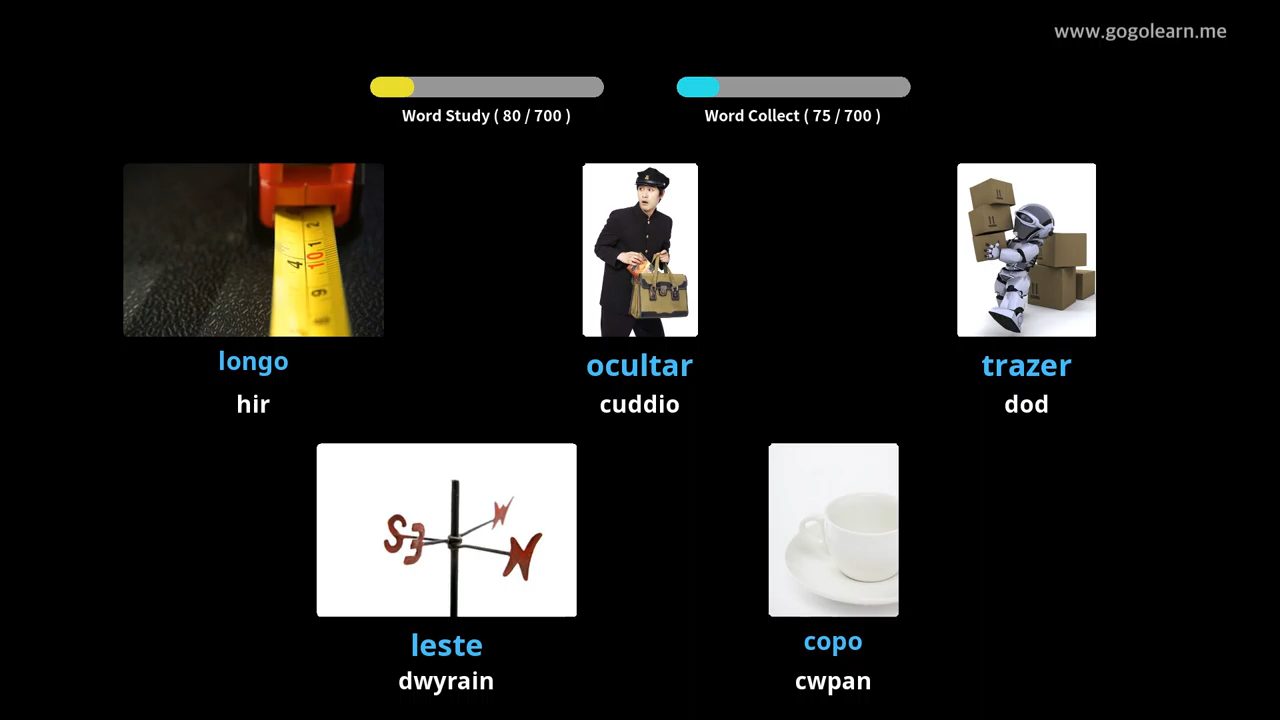 www.gogolearn.me
Word Study ( 80 / 700 )
Word Collect ( 75 / 700 )
longo
hir
ocultar
cuddio
trazer
dod
leste
dwyrain
copo
cwpan